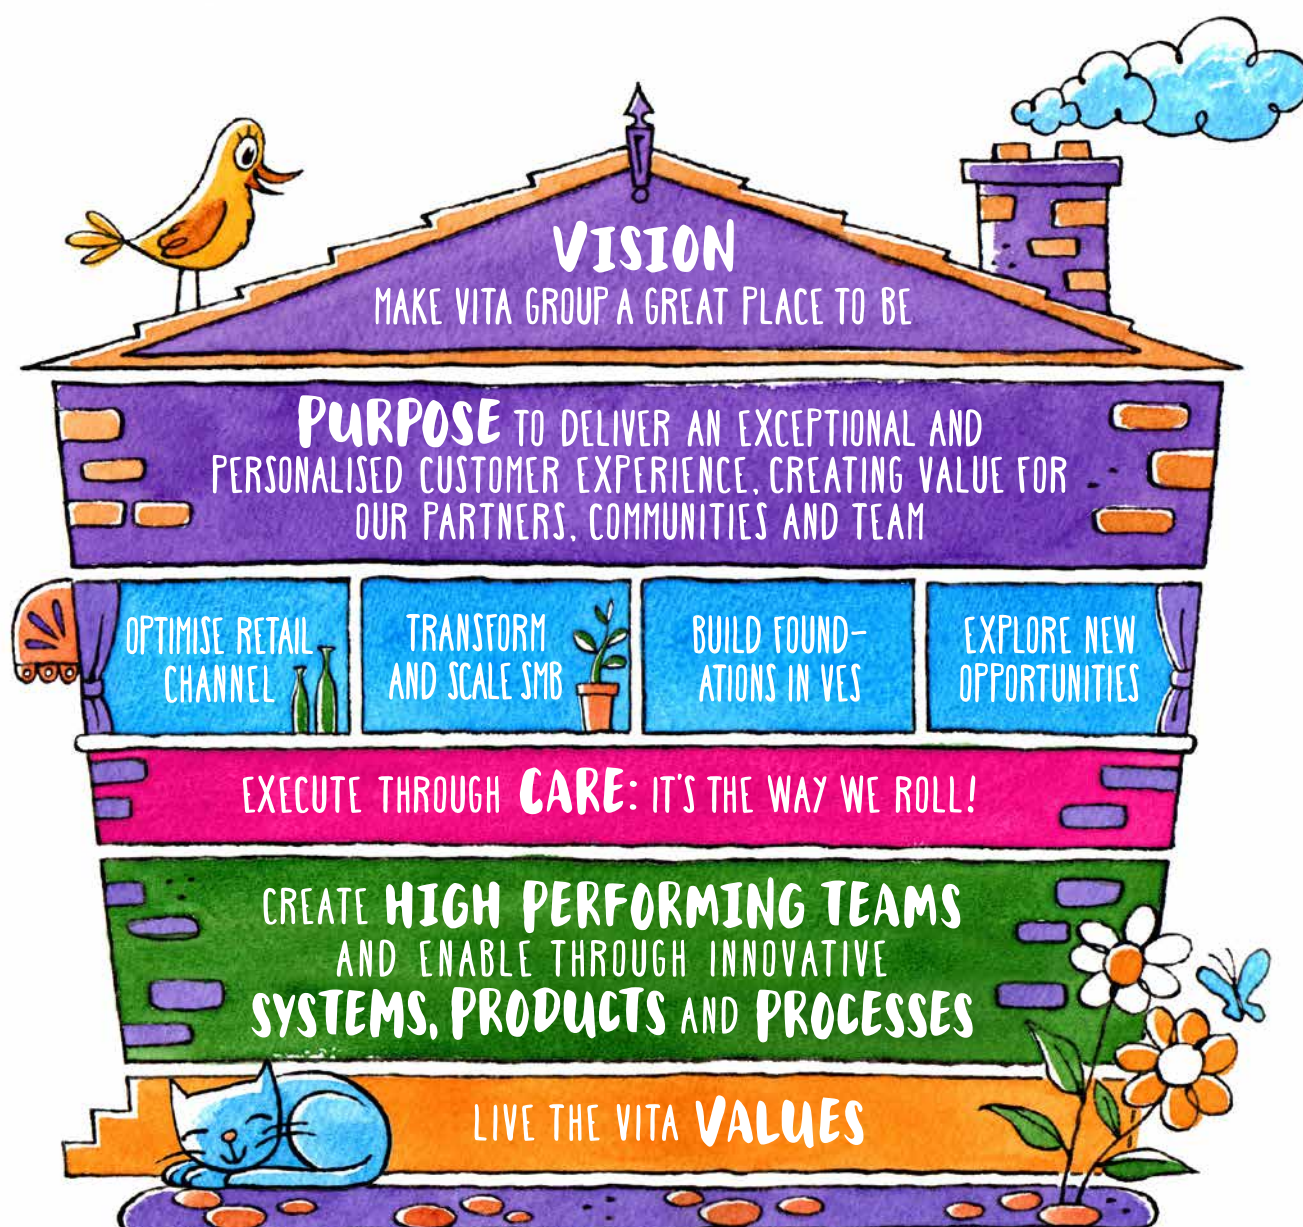 VISION
MAKE VITA GROUP A GREAT PLACE TO BE
PURPOSE TO DELIVER AN EXCEPTIONAL AND
PERSONALISED CUSTOMER EXPERIENCE, CREATING VALUE FOR
OUR PARTNERS, COMMUNITIES AND TEAM
OPTIMISE RETAIL
CHANNEL
TRANSFORM
AND SCALE SMB
BUILD FOUND-
ATIONS IN VES
EXPLORE NEW
OPPORTUNITIES
EXECUTE THROUGH CARE: IT'S THE WAY WE ROLL!
CREATE HIGH PERFORMING TEAMS
AND ENABLE THROUGH INNOVATIVE
SYSTEMS, PRODUCTS AND PROCESSES
LIVE THE VITA VALUES